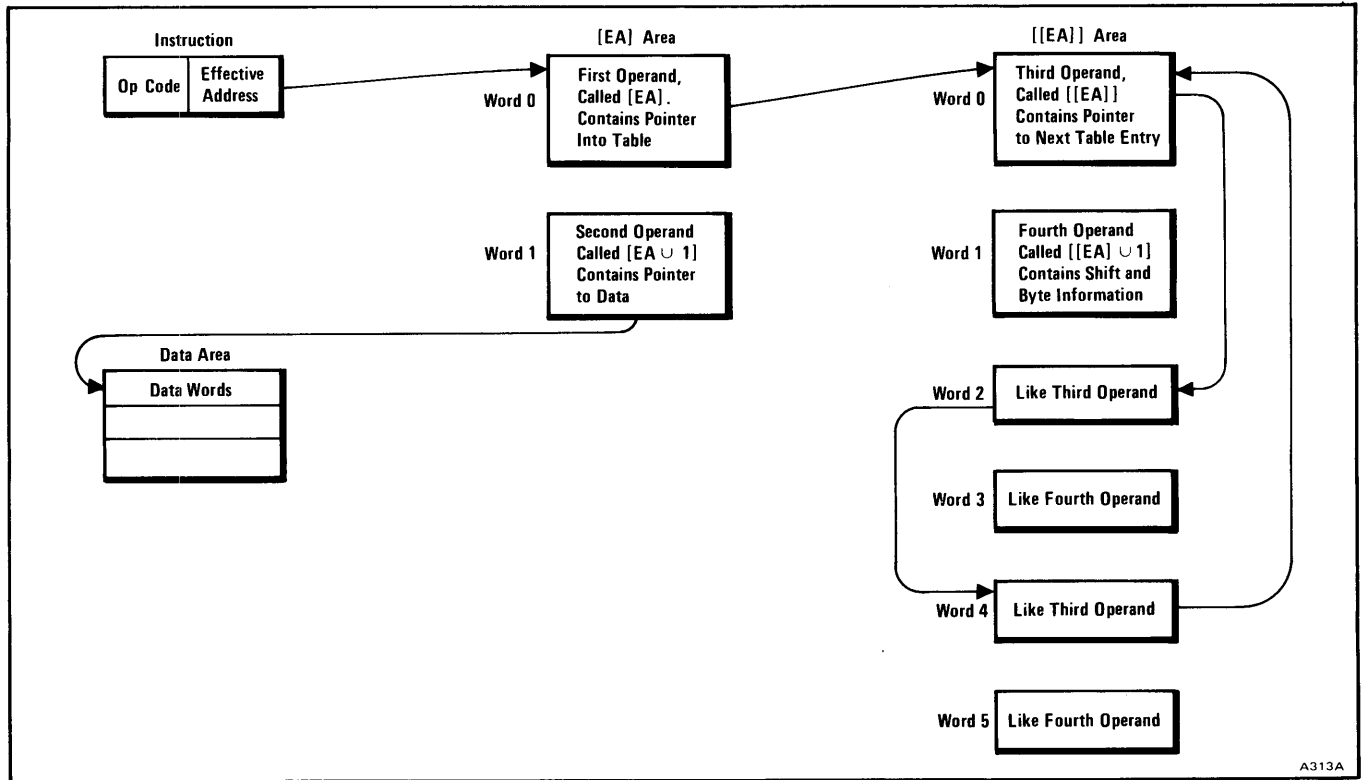 Instruction
Op Code
Effective
Address
[EA] Area
Word 0
First Operand,
Called [EA].
Contains Pointer
Into Table
Word 1
Second Operand
Called [EA ∪ 1]
Contains Pointer
to Data
Data Area
Data Words
[[EA]] Area
Word 0
Third Operand,
Called [[EA]]
Contains Pointer
to Next Table Entry
Word 1
Fourth Operand
Called [[EA] ∪ 1]
Contains Shift and
Byte Information
Word 2
Like Third Operand
Word 3
Like Fourth Operand
Word 4
Like Third Operand
Word 5
Like Fourth Operand
A313A